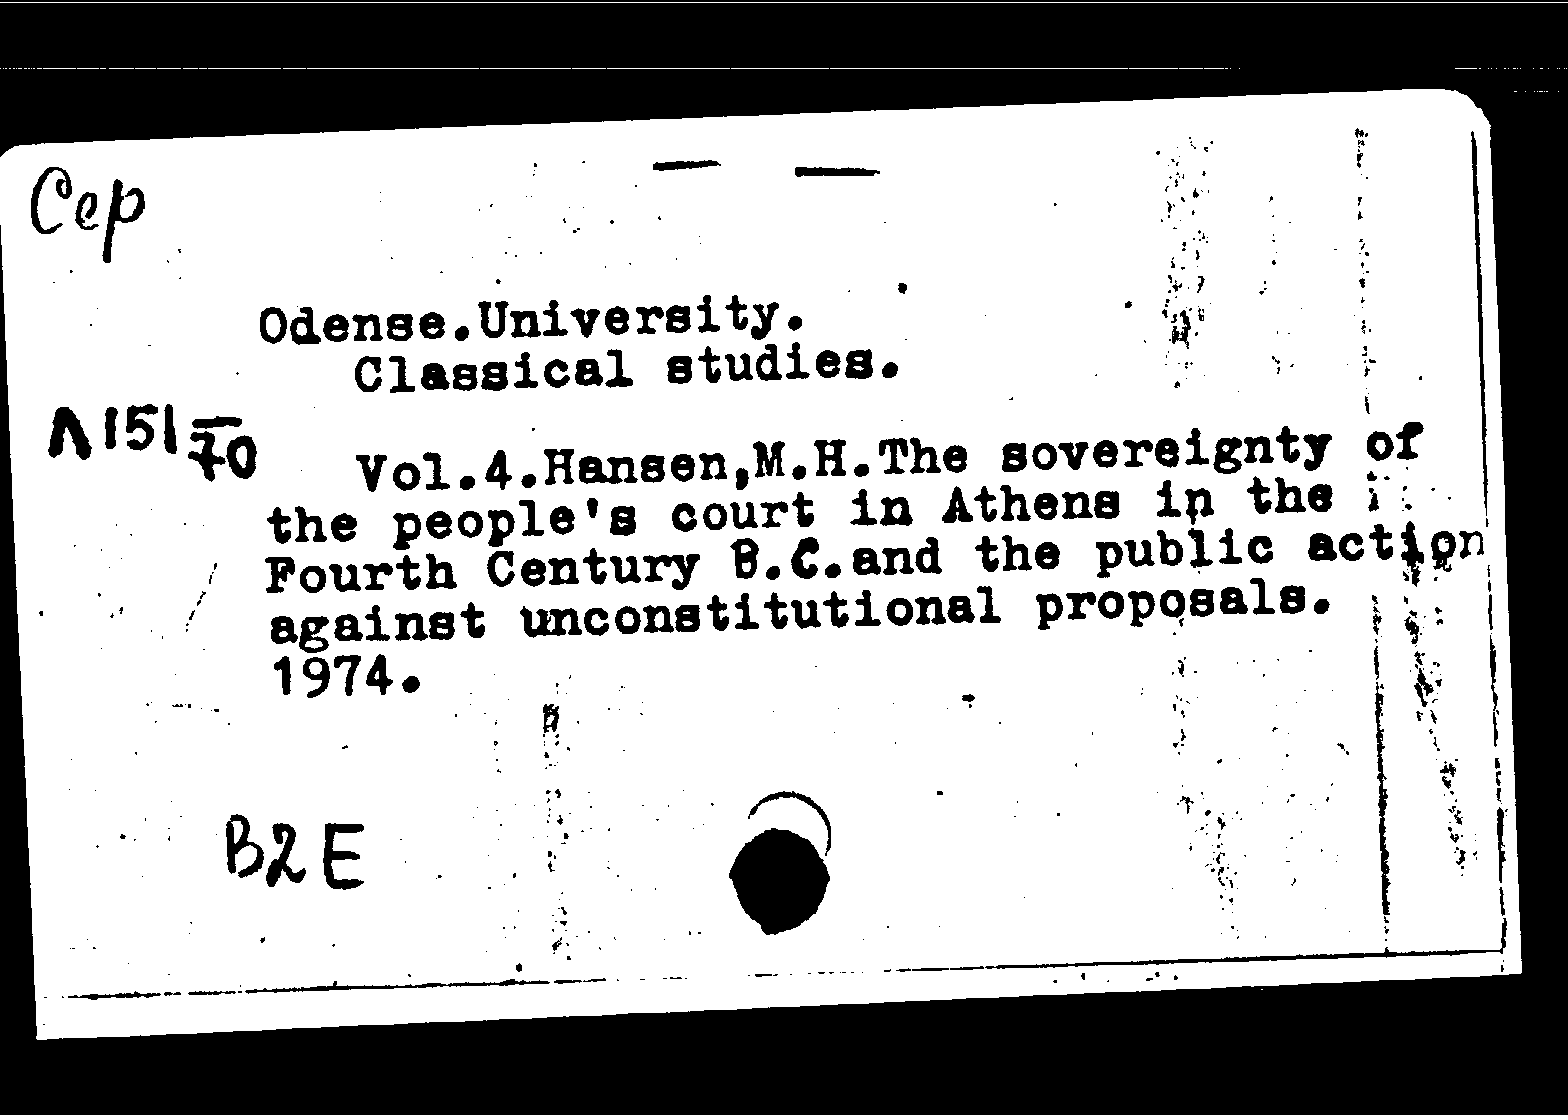 Сер
Odense.University.
Classical studies.
Л151
70
Vol.4.Hansen,M.H.The sovereignty of
the people's court in Athens in the
Fourth Century B.C.and the public action
against unconstitutional proposals.
1974.
B2E